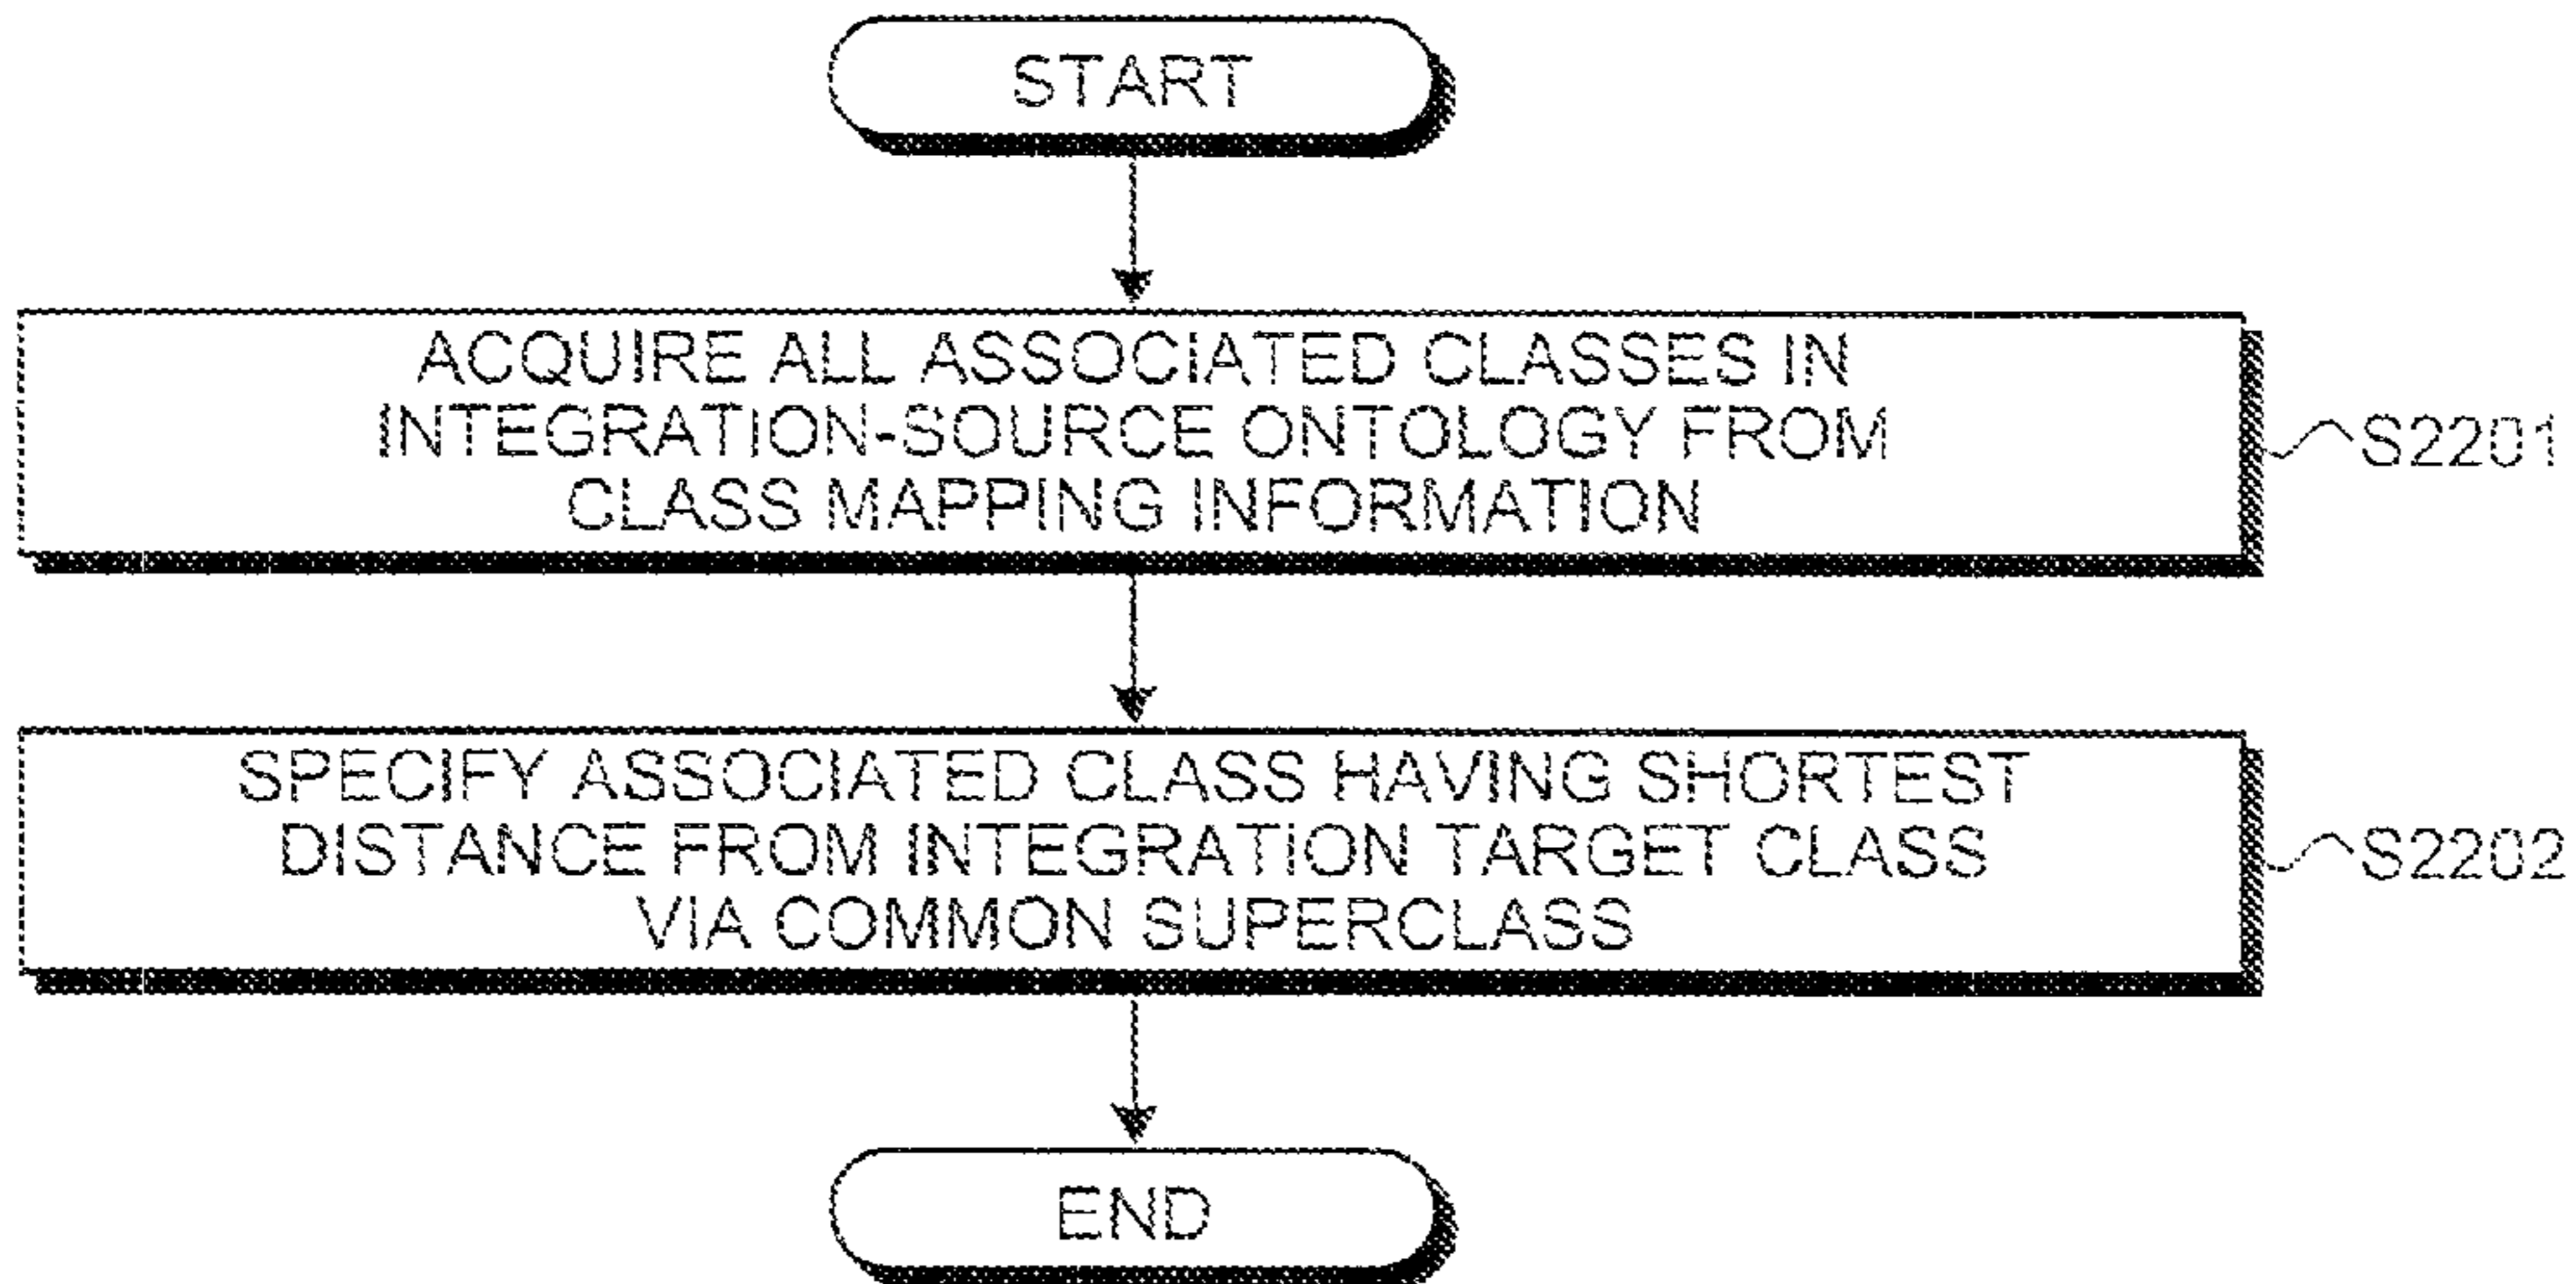 START
ACQUIRE ALL ASSOCIATED CLASSES IN
INTEGRATION-SOURCE ONTOLOGY FROM
CLASS MAPPING INFORMATION
S2201
SPECIFY ASSOCIATED CLASS HAVING SHORTEST
DISTANCE FROM INTEGRATION TARGET CLASS
VIA COMMON SUPERCLASS
S2202
END